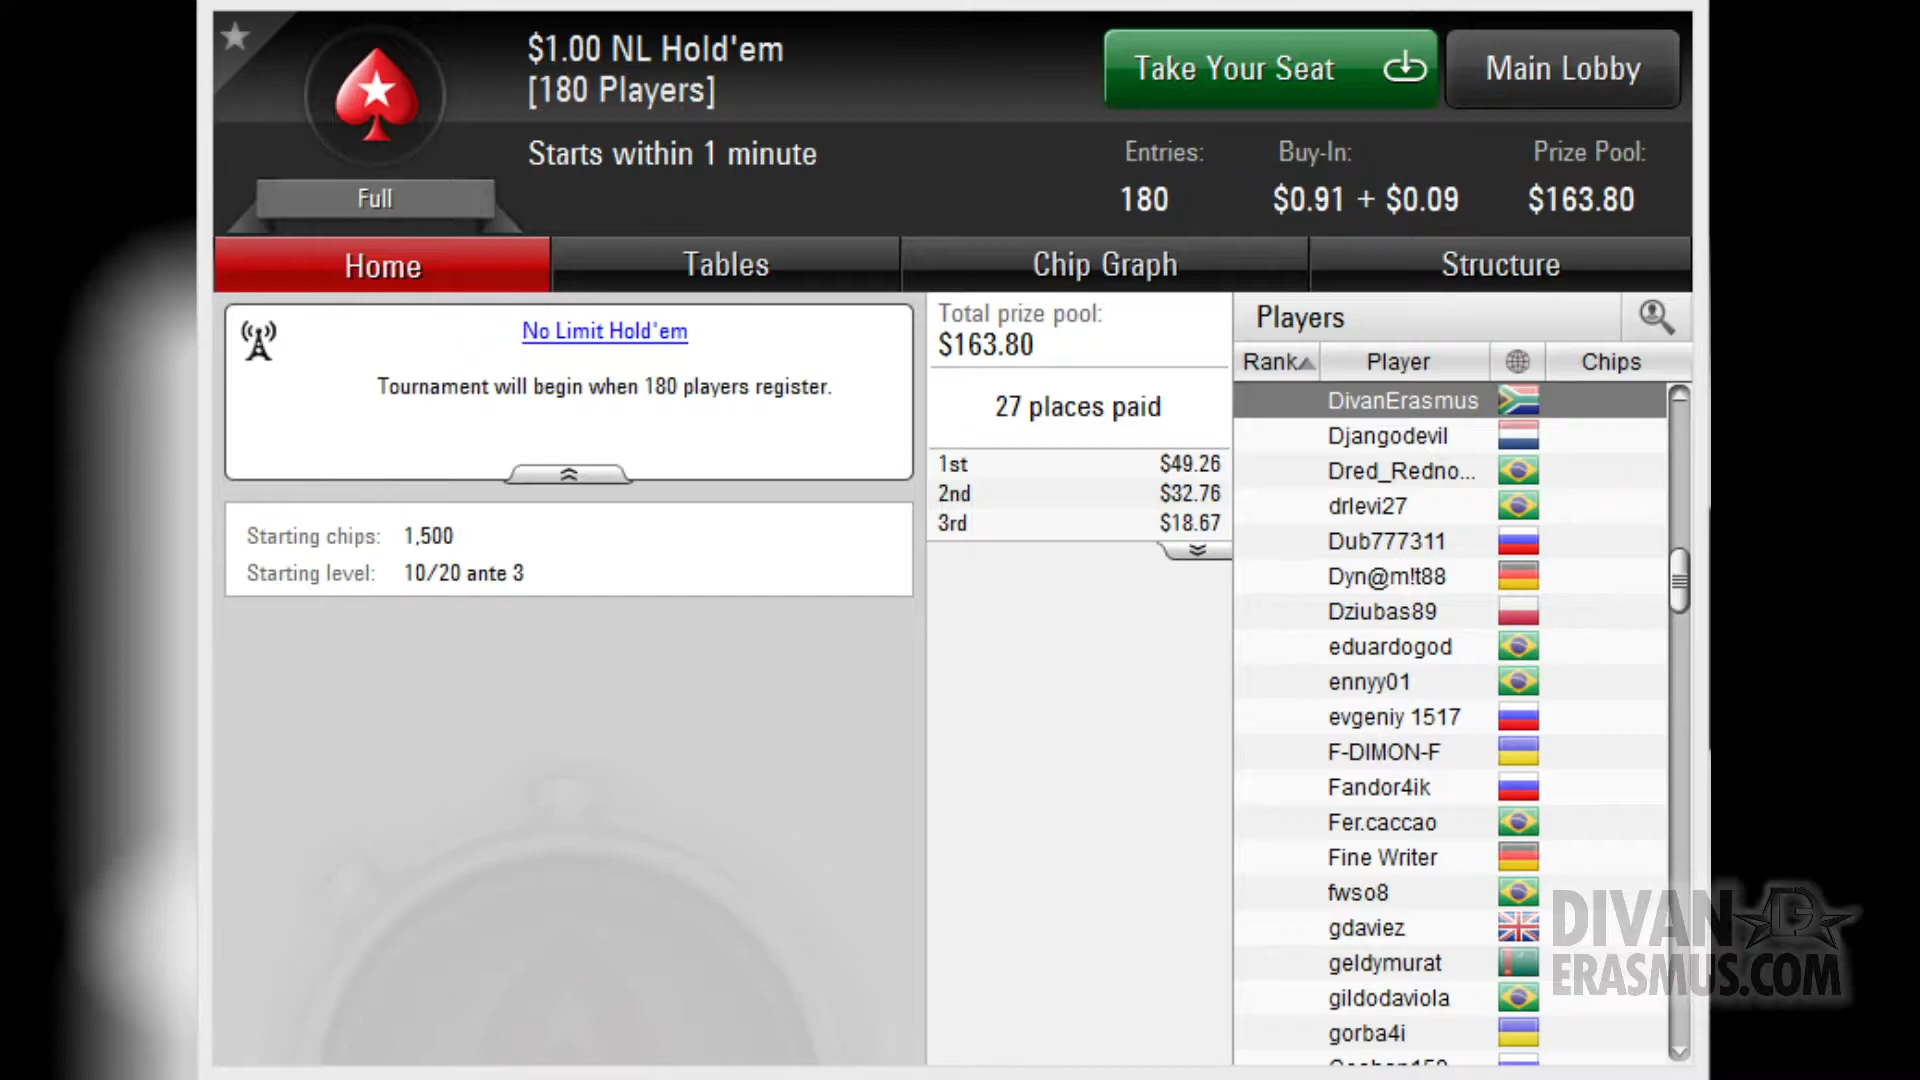 $1.00 NL Hold'em
[180 Players]
Starts within 1 minute
Full
Take Your Seat
Main Lobby
Entries:
180
Buy-In:
$0.91 + $0.09
Prize Pool:
$163.80
Home
Tables
Chip Graph
Structure
No Limit Hold'em
Tournament will begin when 180 players register.
Starting chips: 1,500
Starting level: 10/20 ante 3
Total prize pool:
$163.80
27 places paid
1st $49.26
2nd $32.76
3rd $18.67
Players
Rank Player Chips
DivanErasmus
Djangodevil
Dred_Redno...
drlevi27
Dub777311
Dyn@m!t88
Dziubas89
eduardogod
ennyy01
evgeniy 1517
F-DIMON-F
Fandor4ik
Fer.caccao
Fine Writer
fwso8
gdaviez
geldymurat
gildodaviola
gorba4i
DIVAN
ERASMUS.COM